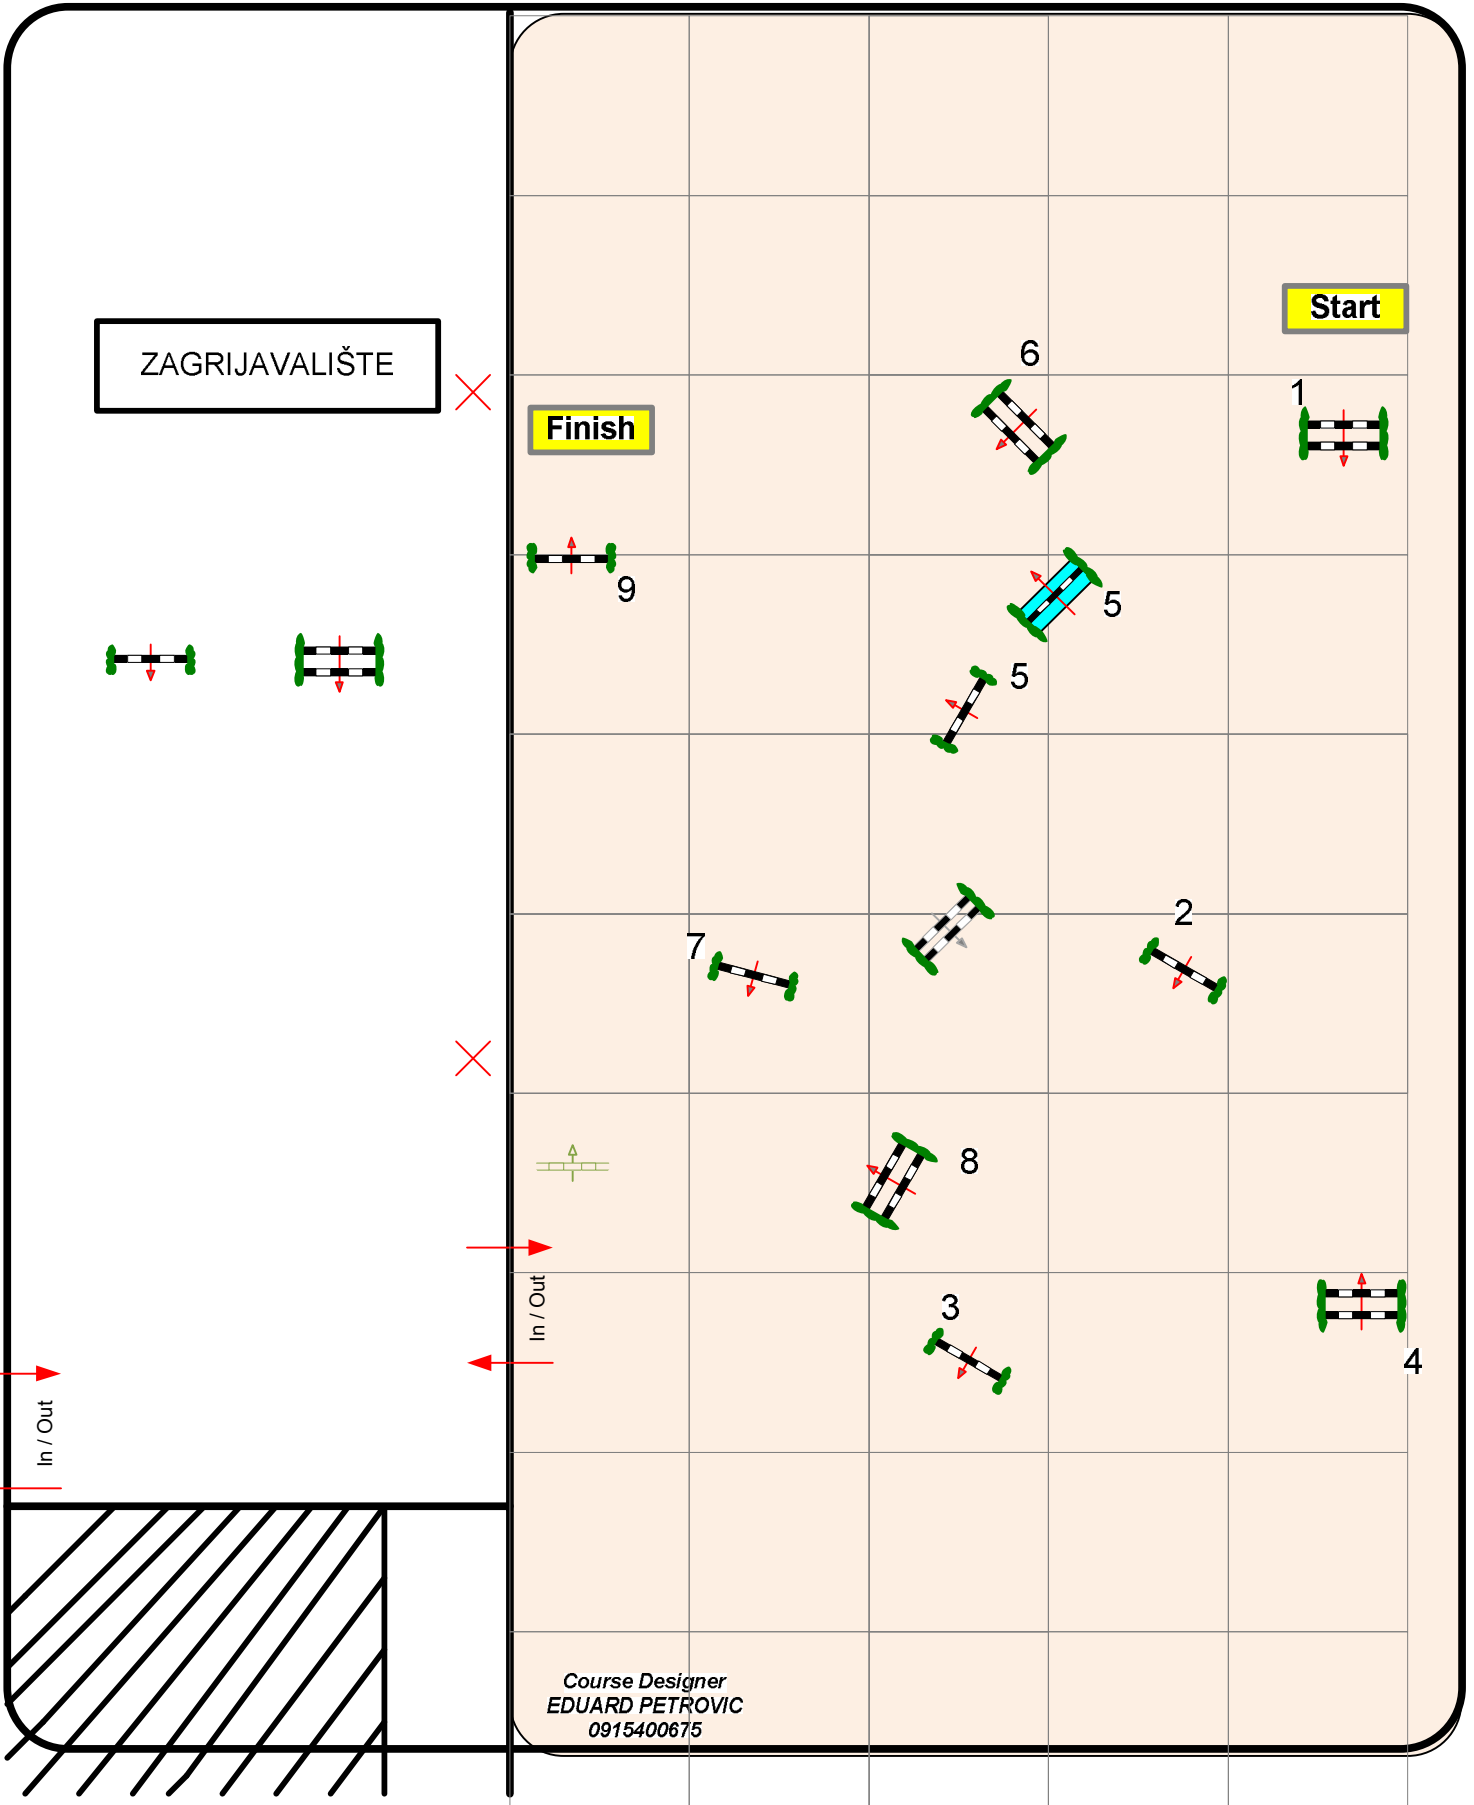 Start
ZAGRIJAVALIŠTE
6
1
Finish
9
5
5
2
7
8
In / Out
3
4
In / Out
Course Designer
EDUARD PETROVIC
0915400675